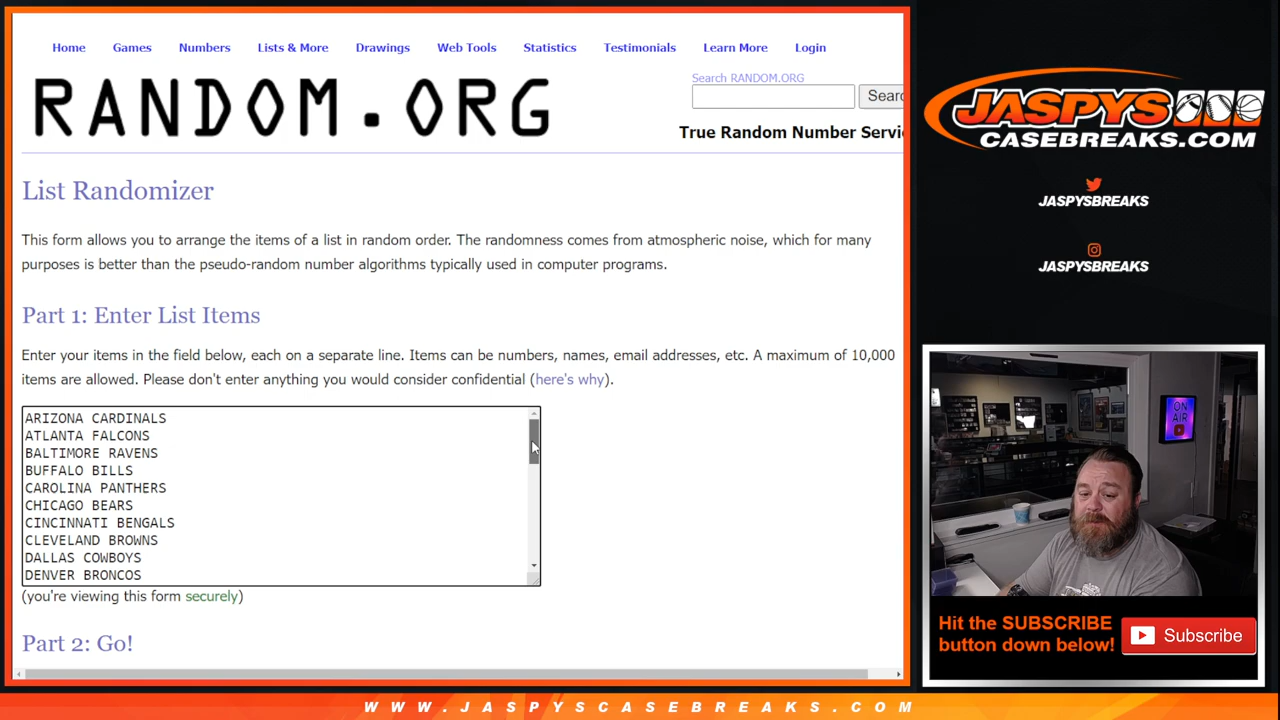 Home Games Numbers Lists & More Drawings Web Tools Statistics Testimonials Learn More Login
RANDOM.ORG
Search RANDOM.ORG
Searc
True Random Number Servi
List Randomizer
This form allows you to arrange the items of a list in random order. The randomness comes from atmospheric noise, which for many
purposes is better than the pseudo-random number algorithms typically used in computer programs.
Part 1: Enter List Items
Enter your items in the field below, each on a separate line. Items can be numbers, names, email addresses, etc. A maximum of 10,000
items are allowed. Please don't enter anything you would consider confidential (here's why).
ARIZONA CARDINALS
ATLANTA FALCONS
BALTIMORE RAVENS
BUFFALO BILLS
CAROLINA PANTHERS
CHICAGO BEARS
CINCINNATI BENGALS
CLEVELAND BROWNS
DALLAS COWBOYS
DENVER BRONCOS
(you're viewing this form securely)
Part 2: Go!
JASPYS
CASEBREAKS.COM
JASPYSBREAKS
JASPYSBREAKS
ON
AIR
Hit the SUBSCRIBE
button down below!
Subscribe
WWW.JASPYSCASEBREAKS.COM